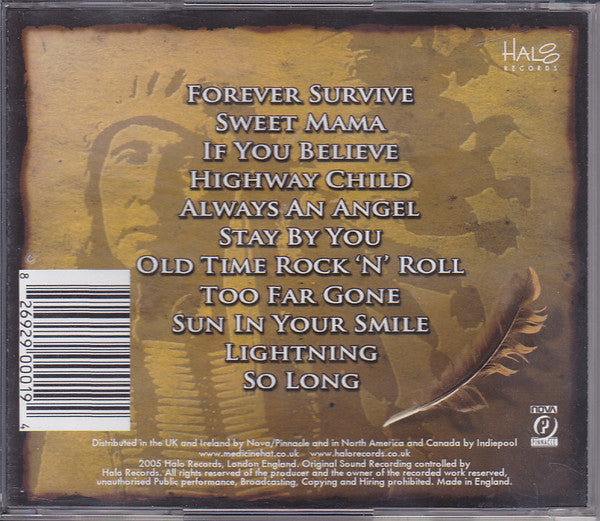 HALO
RECORDS
FOREVER SURVIVE
SWEET MAMA
IF YOU BELIEVE
HIGHWAY CHILD
ALWAYS AN ANGEL
STAY BY YOU
OLD TIME ROCK ‘N’ ROLL
TOO FAR GONE
SUN IN YOUR SMILE
LIGHTNING
SO LONG
8 26929 00019 4
NOVA
P
PINNACLE
Distributed in the UK and Ireland by Nova/Pinnacle and in North America and Canada by Indiepool
www.medicinehat.co.uk www.halorecords.co.uk
2005 Halo Records, London England. Original Sound Recording controlled by
Halo Records. All rights reserved of the producer and the owner of the recorded work reserved,
unauthorised Public performance, Broadcasting, Copying and Hiring prohibited. Made in England.